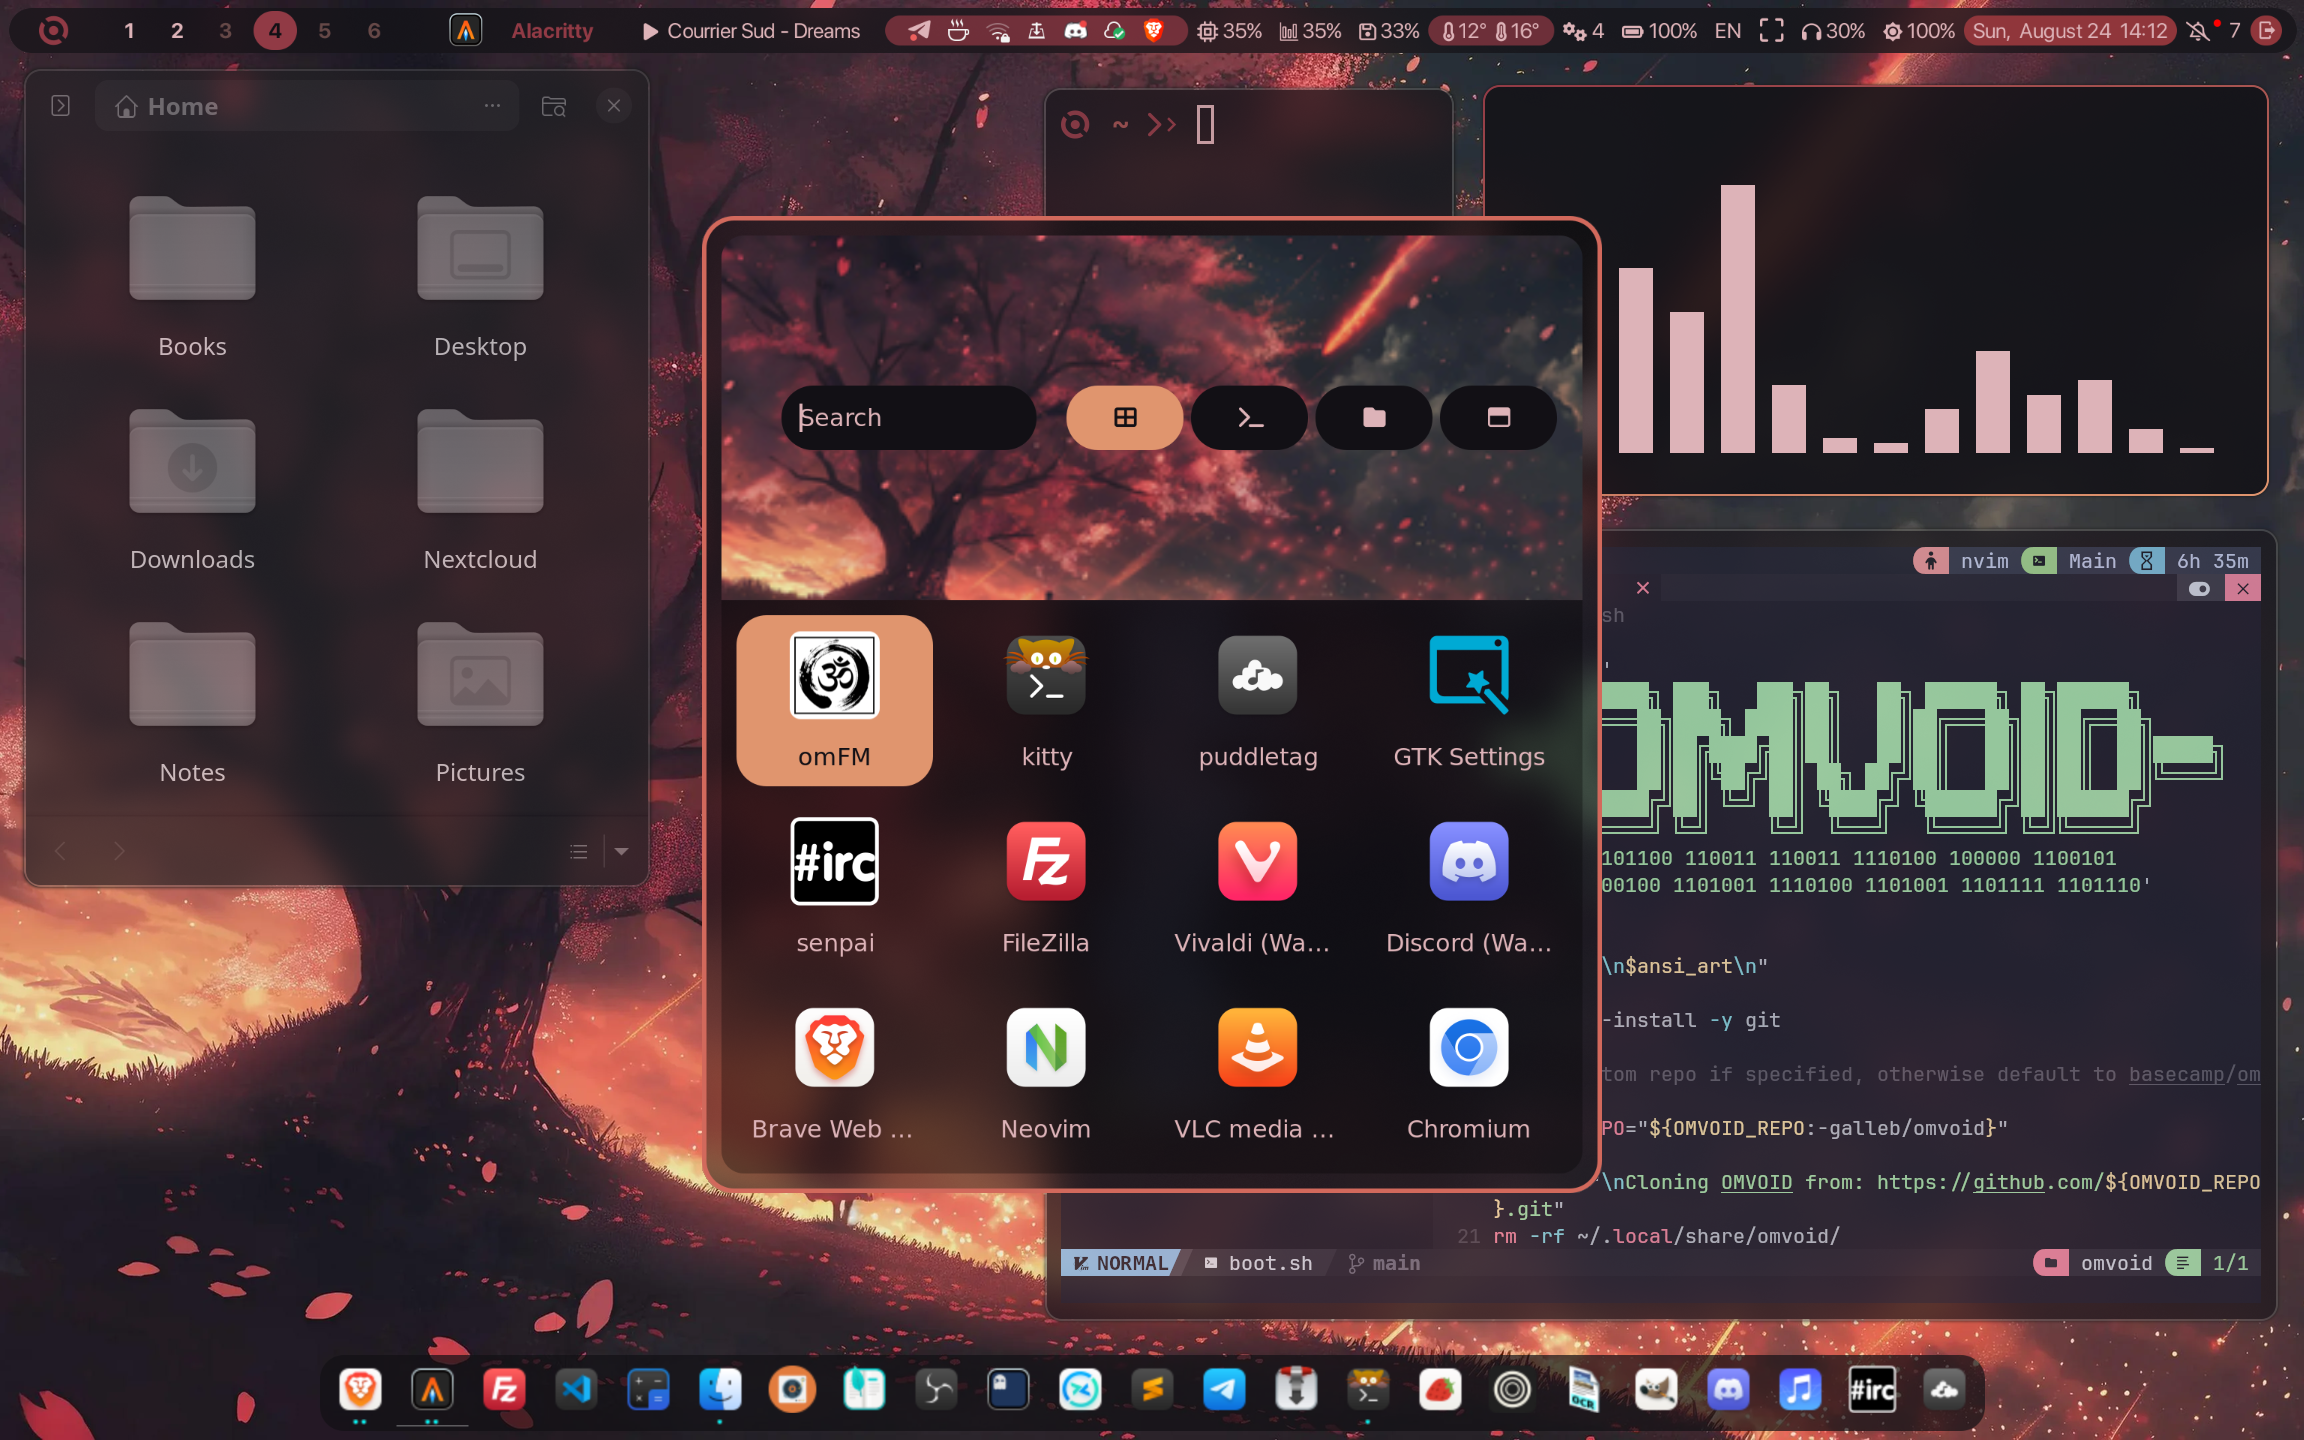 1 2 3 4 5 6 Alacritty Courrier Sud - Dreams 35% 35% 33% 12° 16° 4 100% EN 30% 100% Sun, August 24 14:12 7
Home ...
Books Desktop
Downloads Nextcloud
Notes Pictures
~
Search
omFM kitty puddletag GTK Settings
senpai FileZilla Vivaldi (Wa... Discord (Wa...
#irc
Brave Web ... Neovim VLC media ... Chromium
nvim Main 6h 35m
sh
'
OMVOID-
101100 110011 110011 1110100 100000 1100101
00100 1101001 1110100 1101001 1101111 1101110'
\n$ansi_art\n"
-install -y git
tom repo if specified, otherwise default to basecamp/om
PO="${OMVOID_REPO:-galleb/omvoid}"
\nCloning OMVOID from: https://github.com/${OMVOID_REPO
}.git"
21 rm -rf ~/.local/share/omvoid/
NORMAL boot.sh main omvoid 1/1
OCR #irc